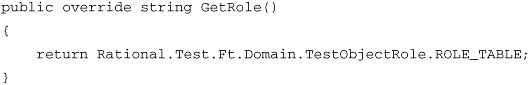 public override string GetRole()
{
    return Rational.Test.Ft.Domain.TestObjectRole.ROLE_TABLE;
}